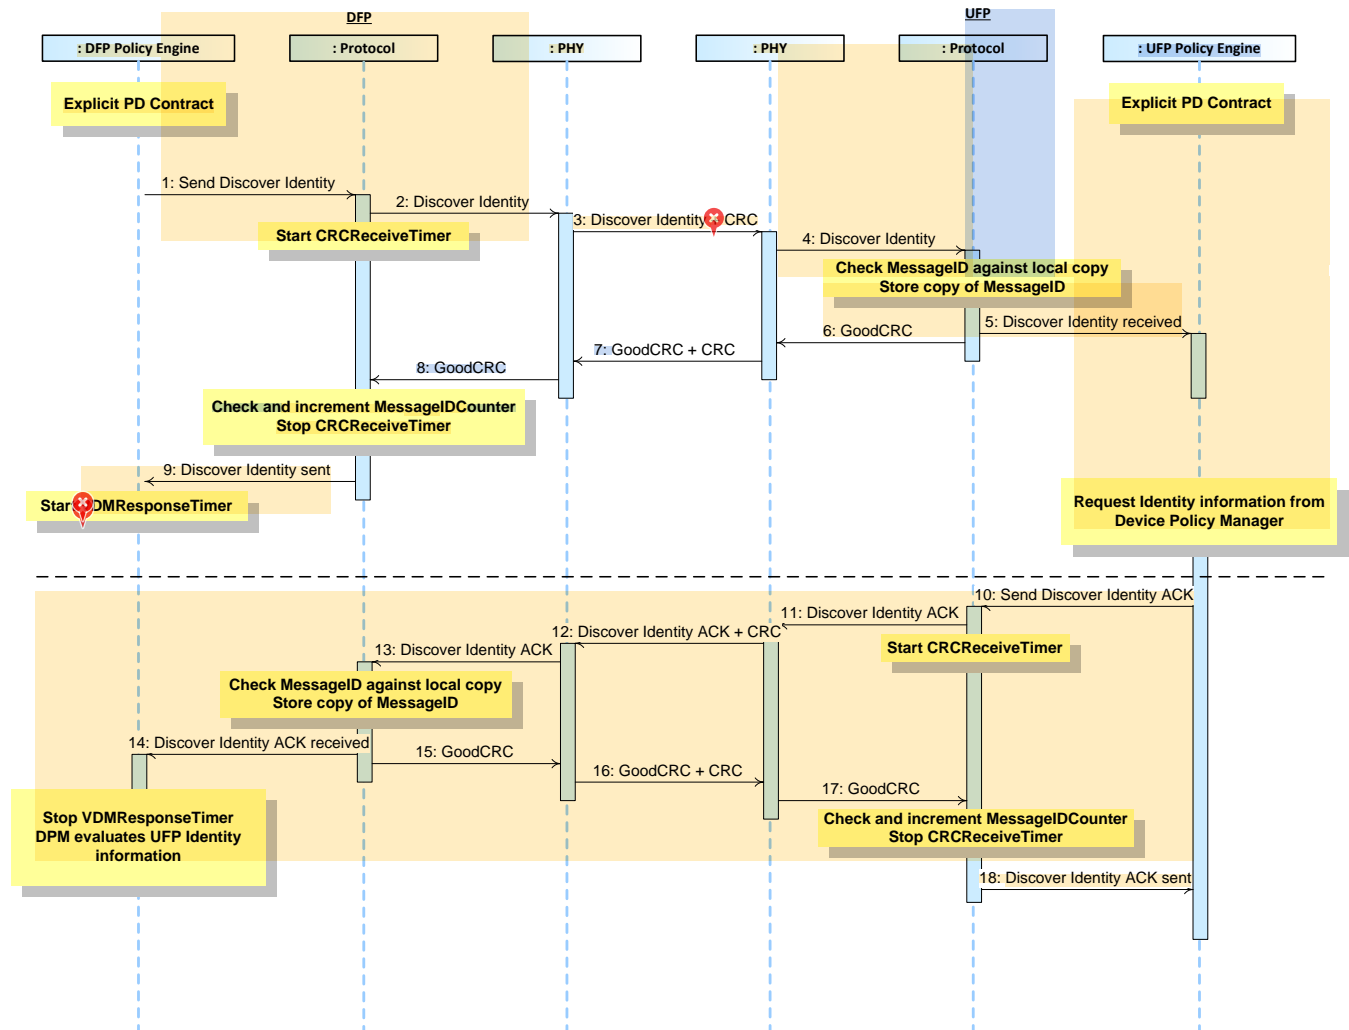 DFP
UFP
: DFP Policy Engine
: Protocol
: PHY
: PHY
: Protocol
: UFP Policy Engine
Explicit PD Contract
Explicit PD Contract
1: Send Discover Identity
2: Discover Identity
Start CRCReceiveTimer
3: Discover Identity CRC
4: Discover Identity
Check MessageID against local copy
Store copy of MessageID
5: Discover Identity received
6: GoodCRC
7: GoodCRC + CRC
8: GoodCRC
Check and increment MessageIDCounter
Stop CRCReceiveTimer
9: Discover Identity sent
Start VDMResponseTimer
Request Identity information from
Device Policy Manager
10: Send Discover Identity ACK
11: Discover Identity ACK
Start CRCReceiveTimer
12: Discover Identity ACK + CRC
13: Discover Identity ACK
Check MessageID against local copy
Store copy of MessageID
14: Discover Identity ACK received
15: GoodCRC
16: GoodCRC + CRC
17: GoodCRC
Check and increment MessageIDCounter
Stop CRCReceiveTimer
Stop VDMResponseTimer
DPM evaluates UFP Identity
information
18: Discover Identity ACK sent